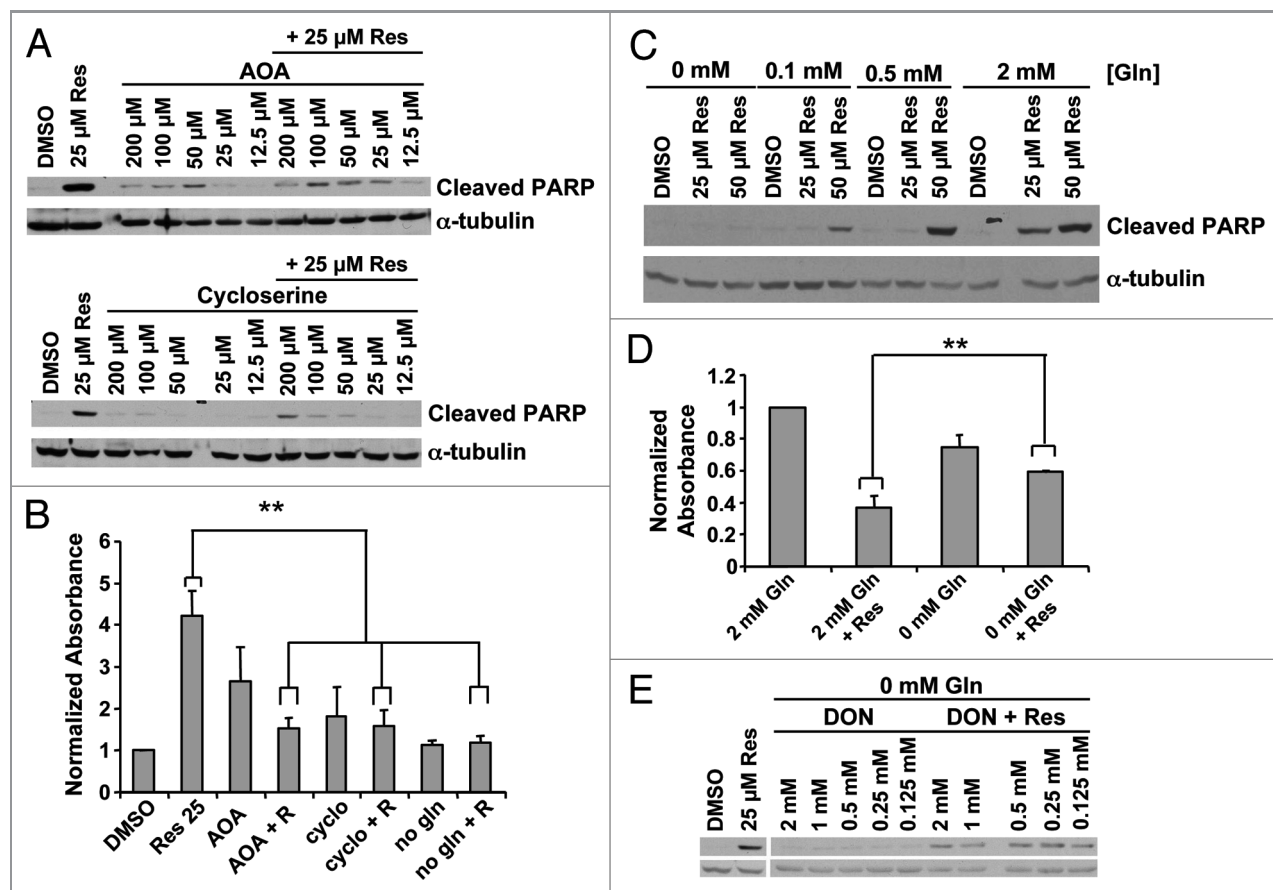 A
+ 25 µM Res
AOA
DMSO
25 µM Res
200 µM
100 µM
50 µM
25 µM
12.5 µM
200 µM
100 µM
50 µM
25 µM
12.5 µM
Cleaved PARP
α-tubulin
+ 25 µM Res
Cycloserine
DMSO
25 µM Res
200 µM
100 µM
50 µM
25 µM
12.5 µM
200 µM
100 µM
50 µM
25 µM
12.5 µM
Cleaved PARP
α-tubulin
B
**
Normalized Absorbance
6
5
4
3
2
1
0
DMSO
Res 25
AOA
AOA + R
cyclo
cyclo + R
no gln
no gln + R
C
0 mM
0.1 mM
0.5 mM
2 mM
[Gln]
DMSO
25 µM Res
50 µM Res
DMSO
25 µM Res
50 µM Res
DMSO
25 µM Res
50 µM Res
DMSO
25 µM Res
50 µM Res
Cleaved PARP
α-tubulin
D
**
Normalized
Absorbance
1.2
1
0.8
0.6
0.4
0.2
0
2 mM Gln
2 mM Gln
+ Res
0 mM Gln
0 mM Gln
+ Res
E
0 mM Gln
DON
DON + Res
DMSO
25 µM Res
2 mM
1 mM
0.5 mM
0.25 mM
0.125 mM
2 mM
1 mM
0.5 mM
0.25 mM
0.125 mM